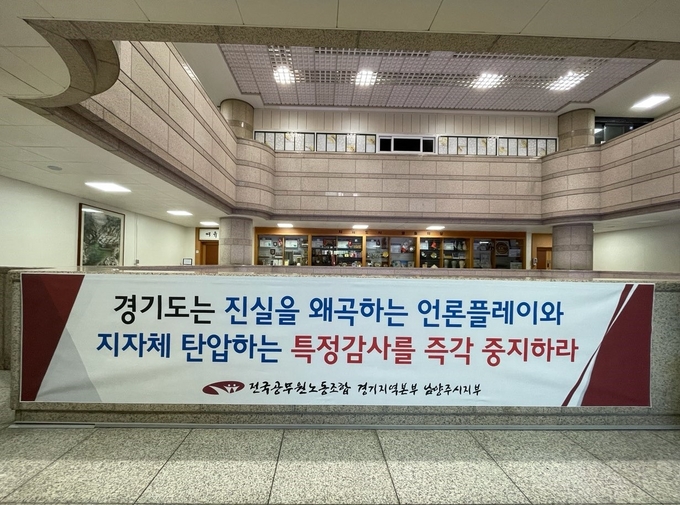 경기도는 진실을 왜곡하는 언론플레이와
지자체 탄압하는 특정감사를 즉각 중지하라
전국공무원노동조합 경기지역본부 남양주시지부